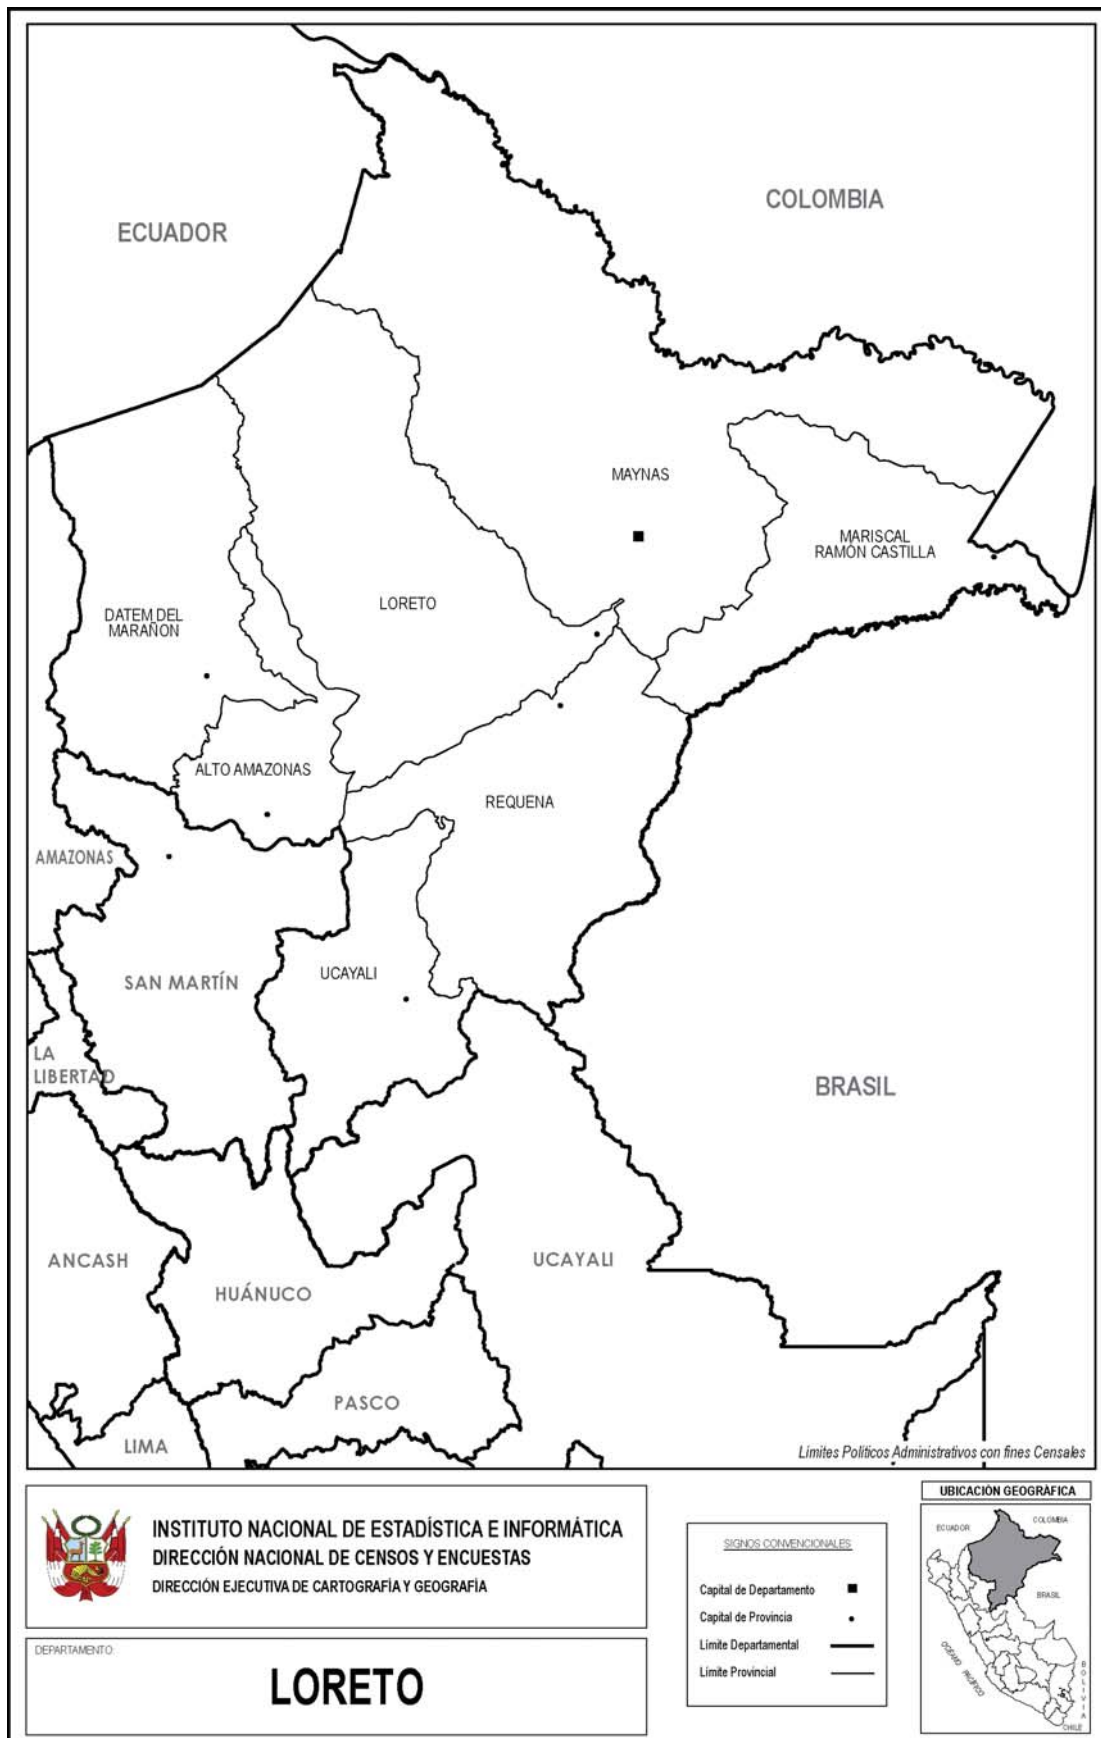 COLOMBIA
ECUADOR
MAYNAS
MARISCAL
RAMÓN CASTILLA
LORETO
DATEM DEL
MARAÑON
ALTO AMAZONAS
REQUENA
AMAZONAS
UCAYALI
SAN MARTÍN
LA
LIBERTAD
BRASIL
ANCASH
UCAYALI
HUÁNUCO
PASCO
LIMA
Límites Políticos Administrativos con fines Censales
INSTITUTO NACIONAL DE ESTADÍSTICA E INFORMÁTICA
DIRECCIÓN NACIONAL DE CENSOS Y ENCUESTAS
DIRECCIÓN EJECUTIVA DE CARTOGRAFÍA Y GEOGRAFÍA
DEPARTAMENTO:
LORETO
SIGNOS CONVENCIONALES
Capital de Departamento
Capital de Provincia
Límite Departamental
Límite Provincial
UBICACIÓN GEOGRÁFICA
ECUADOR
COLOMBIA
BRASIL
OCÉANO PACÍFICO
BOLIVIA
CHILE